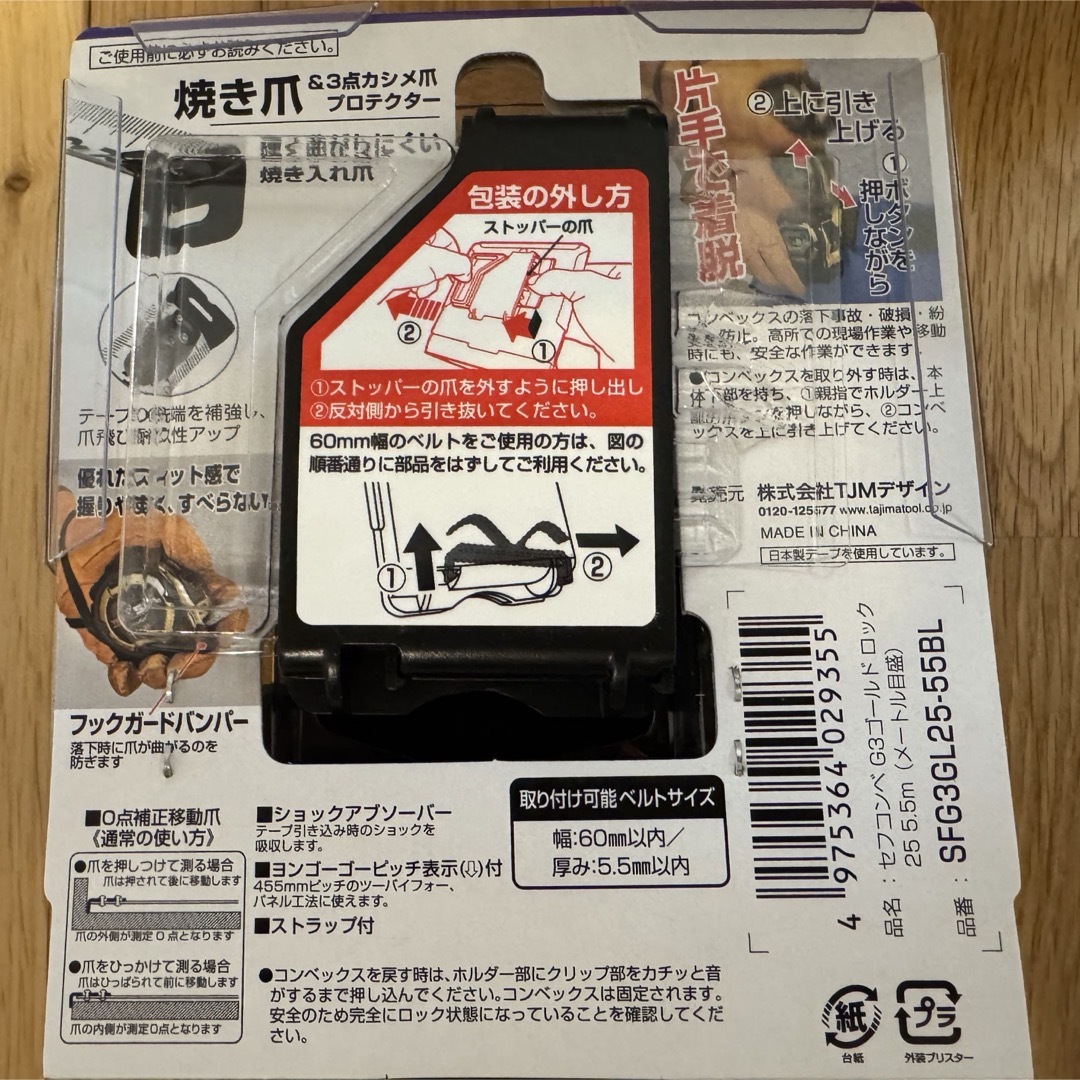 ご使用前に必ずお読みください。
焼き爪
&3点カシメ爪
プロテクター
硬く曲がりにくい
焼き入れ爪
テープの先端を補強し、
爪飛び耐久性アップ
優れたフィット感で
握りやすく、すべらない。
フックガードバンパー
落下時に爪が曲がるのを
防ぎます
包装の外し方
ストッパーの爪
②
①
①ストッパーの爪を外すように押し出し
②反対側から引き抜いてください。
60mm幅のベルトをご使用の方は、図の
順番通りに部品をはずしてご利用ください。
①
②
片手で着脱
②上に引き
上げる
①ボタンを
押しながら
コンベックスの落下事故・破損・紛
失を防止。高所での現場作業や移動
時にも、安全な作業ができます。
●コンベックスを取り外す時は、本
体下部を持ち、①親指でホルダー上
部のボタンを押しながら、②コンベ
ックスを上に引き上げてください。
発売元 株式会社TJMデザイン
0120-125577 www.tajimatool.co.jp
MADE IN CHINA
日本製テープを使用しています。
4 975364 029355
品名：セフコンベ G3ゴールド ロック
25 5.5m（メートル目盛）
品番：SFG3GL25-55BL
■0点補正移動爪
《通常の使い方》
●爪を押しつけて測る場合
爪は押されて後に移動します
爪の外側が測定0点となります
●爪をひっかけて測る場合
爪はひっぱられて前に移動します
爪の内側が測定0点となります
■ショックアブソーバー
テープ引き込み時のショックを
吸収します。
■ヨンゴーゴーピッチ表示(⇩)付
455mmピッチのツーバイフォー、
パネル工法に使えます。
■ストラップ付
取り付け可能ベルトサイズ
幅:60mm以内／
厚み:5.5mm以内
●コンベックスを戻す時は、ホルダー部にクリップ部をカチッと音
がするまで押し込んでください。コンベックスは固定されます。
安全のため完全にロック状態になっていることを確認してくだ
さい。
紙
台紙
プラ
外装ブリスター